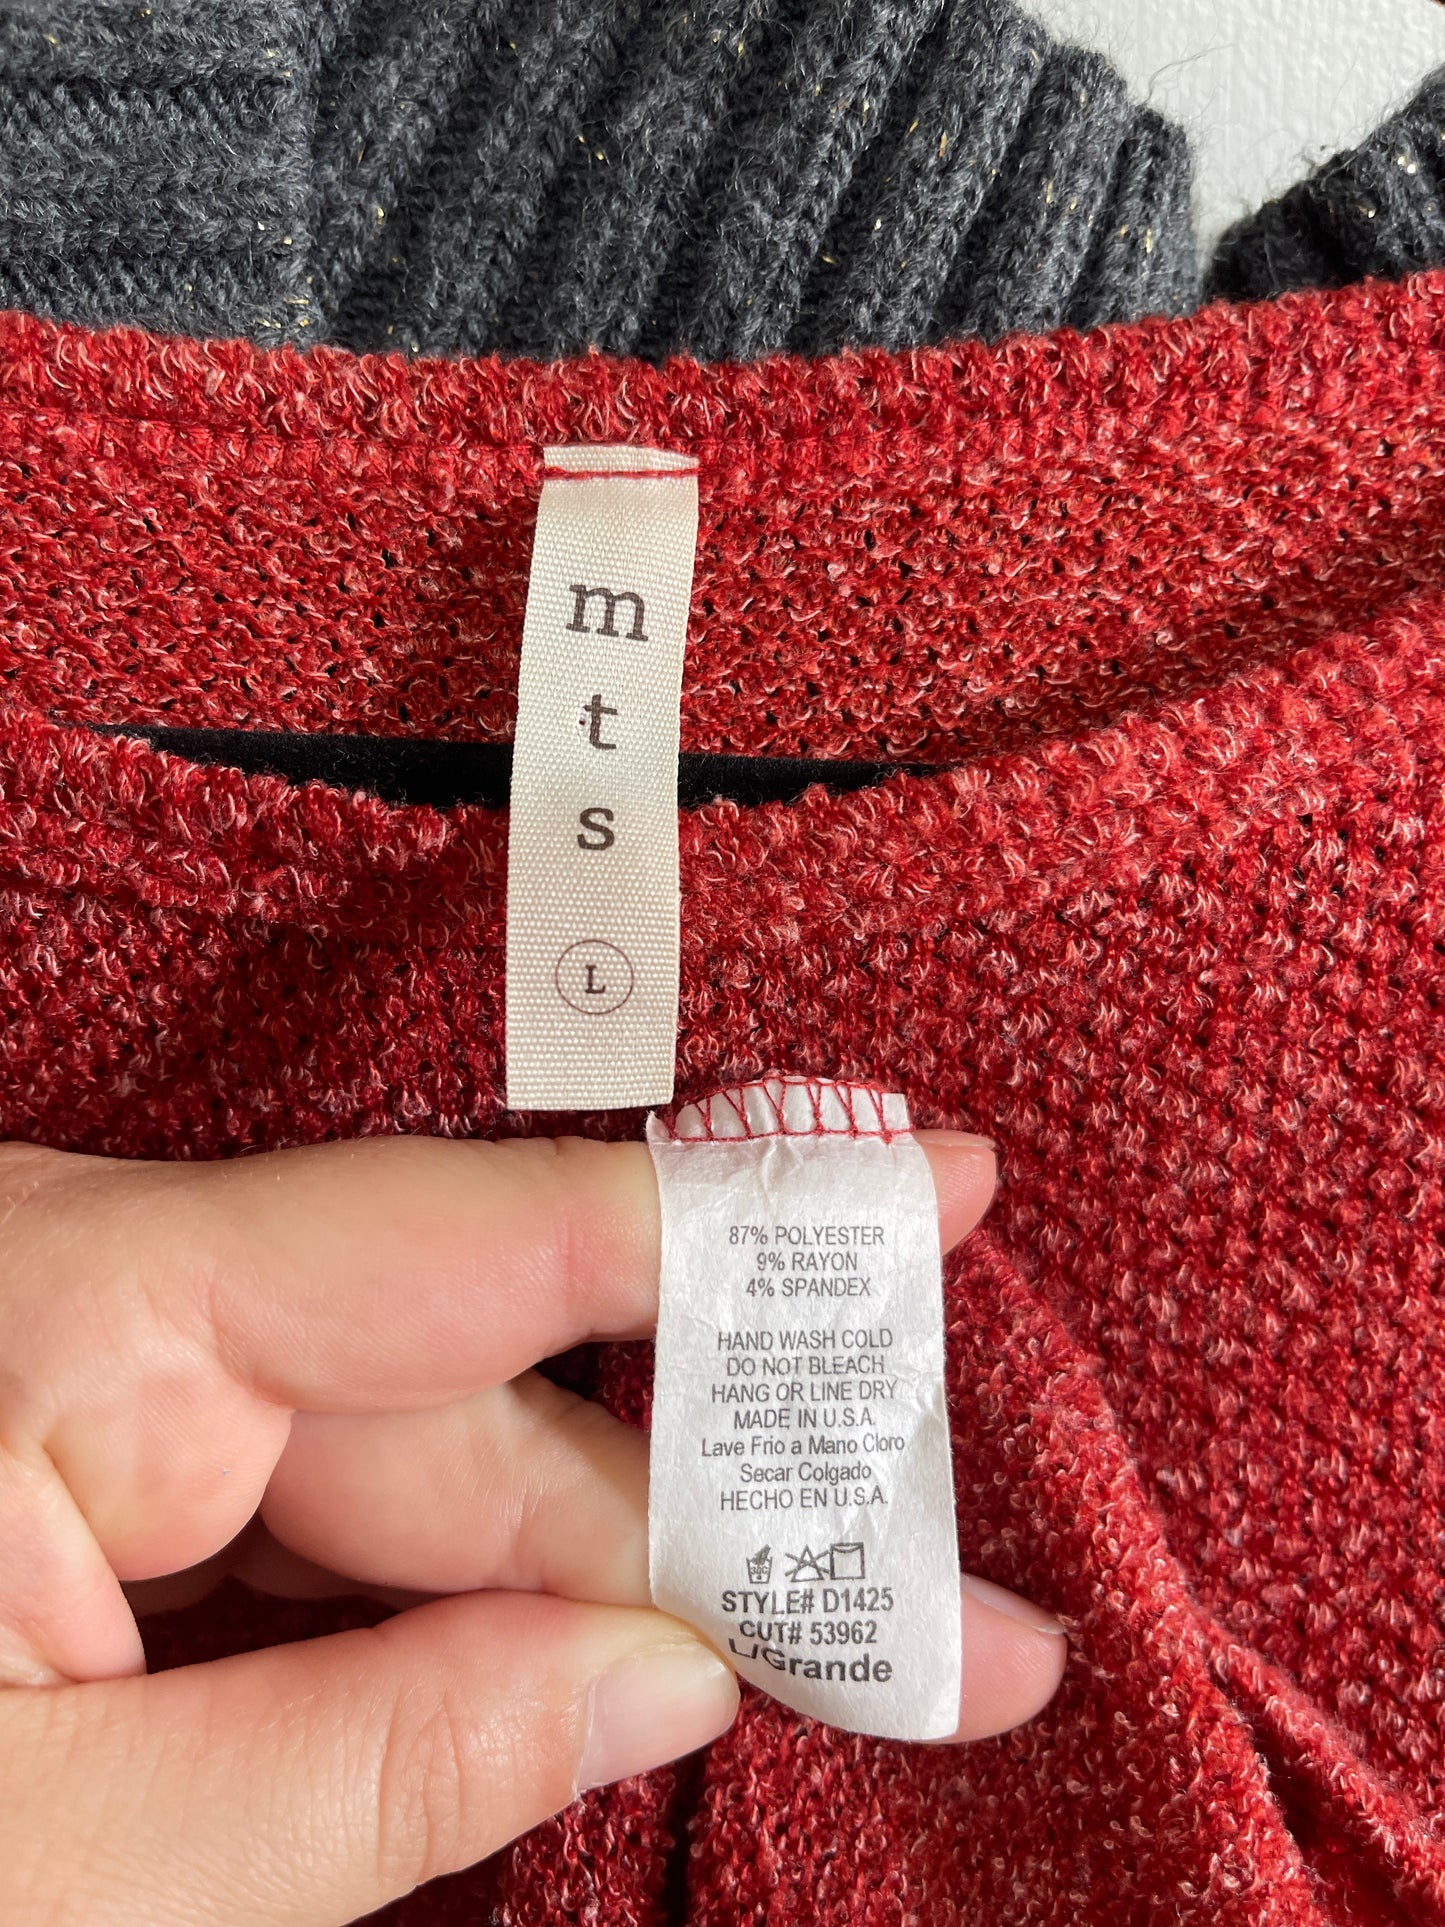 m
t
s
L
87% POLYESTER
9% RAYON
4% SPANDEX
HAND WASH COLD
DO NOT BLEACH
HANG OR LINE DRY
MADE IN U.S.A.
Lave Frio a Mano Cloro
Secar Colgado
HECHO EN U.S.A.
30C
STYLE# D1425
CUT# 53962
L/Grande